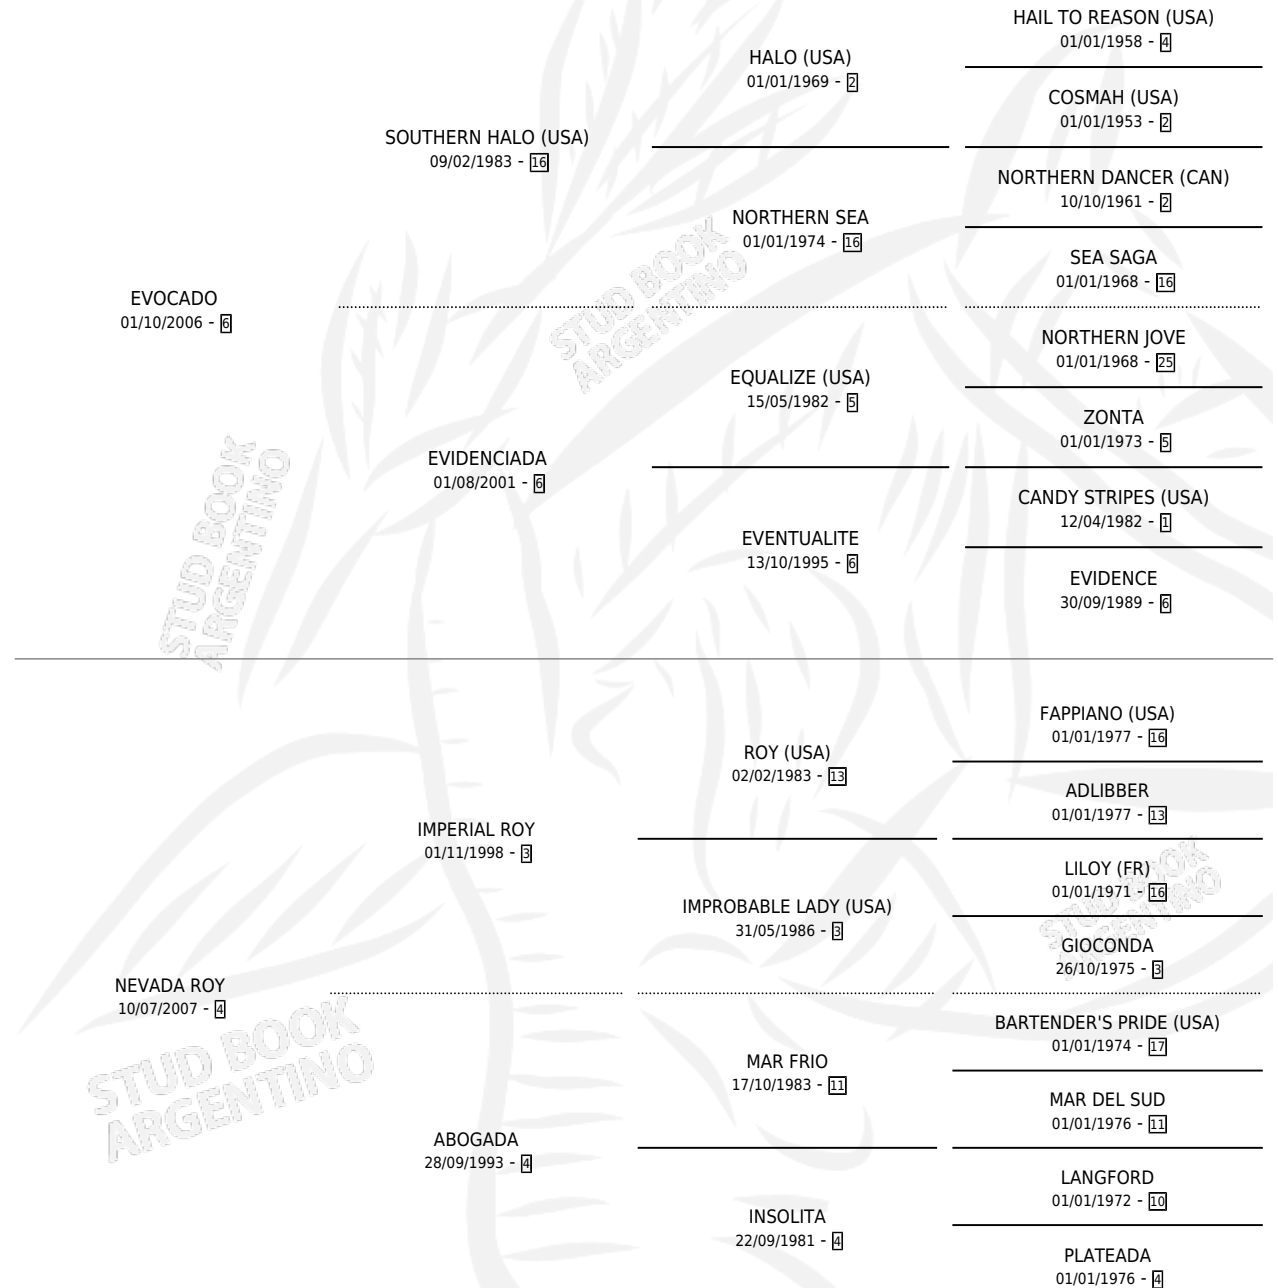 HAIL TO REASON (USA)
01/01/1958 - 4
HALO (USA)
01/01/1969 - 2
COSMAH (USA)
01/01/1953 - 2
SOUTHERN HALO (USA)
09/02/1983 - 16
NORTHERN DANCER (CAN)
10/10/1961 - 2
NORTHERN SEA
01/01/1974 - 16
SEA SAGA
01/01/1968 - 16
EVOCADO
01/10/2006 - 6
NORTHERN JOVE
01/01/1968 - 25
EQUALIZE (USA)
15/05/1982 - 5
ZONTA
01/01/1973 - 5
EVIDENCIADA
01/08/2001 - 6
CANDY STRIPES (USA)
12/04/1982 - 1
EVENTUALITE
13/10/1995 - 6
EVIDENCE
30/09/1989 - 6
FAPPIANO (USA)
01/01/1977 - 16
ROY (USA)
02/02/1983 - 13
ADLIBBER
01/01/1977 - 13
IMPERIAL ROY
01/11/1998 - 3
LILOY (FR)
01/01/1971 - 16
IMPROBABLE LADY (USA)
31/05/1986 - 3
GIOCONDA
26/10/1975 - 3
NEVADA ROY
10/07/2007 - 4
BARTENDER'S PRIDE (USA)
01/01/1974 - 17
MAR FRIO
17/10/1983 - 11
MAR DEL SUD
01/01/1976 - 11
ABOGADA
28/09/1993 - 4
LANGFORD
01/01/1972 - 10
INSOLITA
22/09/1981 - 4
PLATEADA
01/01/1976 - 4
STUD BOOK
ARGENTINO
STUD BOOK
ARGENTINO
STUD BOOK
ARGENTINO
STUD BOOK
ARGENTINO